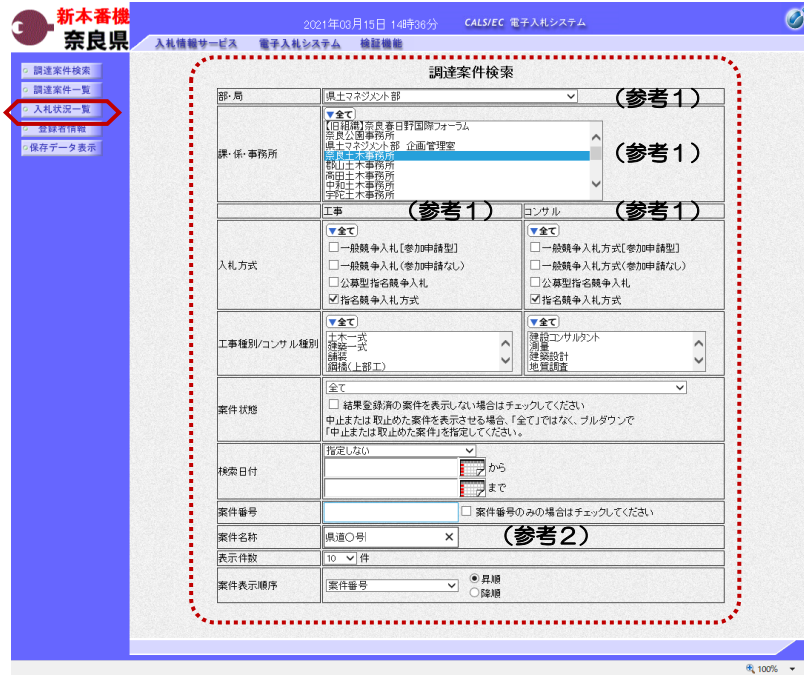 新本番機
奈良県
2021年03月15日 14時36分 CALS/EC 電子入札システム
入札情報サービス 電子入札システム 検証機能
調達案件検索
調達案件一覧
入札状況一覧
登録者情報
保存データ表示
調達案件検索
部・局 県土マネジメント部 (参考1)
課・係・事務所 (参考1)
▼全て
【旧組織】奈良春日野国際フォーラム
奈良公園事務所
県土マネジメント部 企画管理室
奈良土木事務所
郡山土木事務所
高田土木事務所
中和土木事務所
宇陀土木事務所
工事 (参考1) コンサル (参考1)
入札方式
▼全て ▼全て
一般競争入札[参加申請型] 一般競争入札方式[参加申請型]
一般競争入札(参加申請なし) 一般競争入札方式(参加申請なし)
公募型指名競争入札 公募型指名競争入札
指名競争入札方式 指名競争入札方式
工事種別/コンサル種別
▼全て ▼全て
土木一式 建設コンサルタント
建築一式 測量
舗装 建築設計
鋼橋(上部工) 地質調査
案件状態 全て
結果登録済の案件を表示しない場合はチェックしてください
中止または取止めた案件を表示させる場合、「全て」ではなく、プルダウンで
「中止または取止めた案件」を指定してください。
検索日付 指定しない
から
まで
案件番号 案件番号のみの場合はチェックしてください
案件名称 県道○号 × (参考2)
表示件数 10 件
案件表示順序 案件番号 昇順
降順
100%